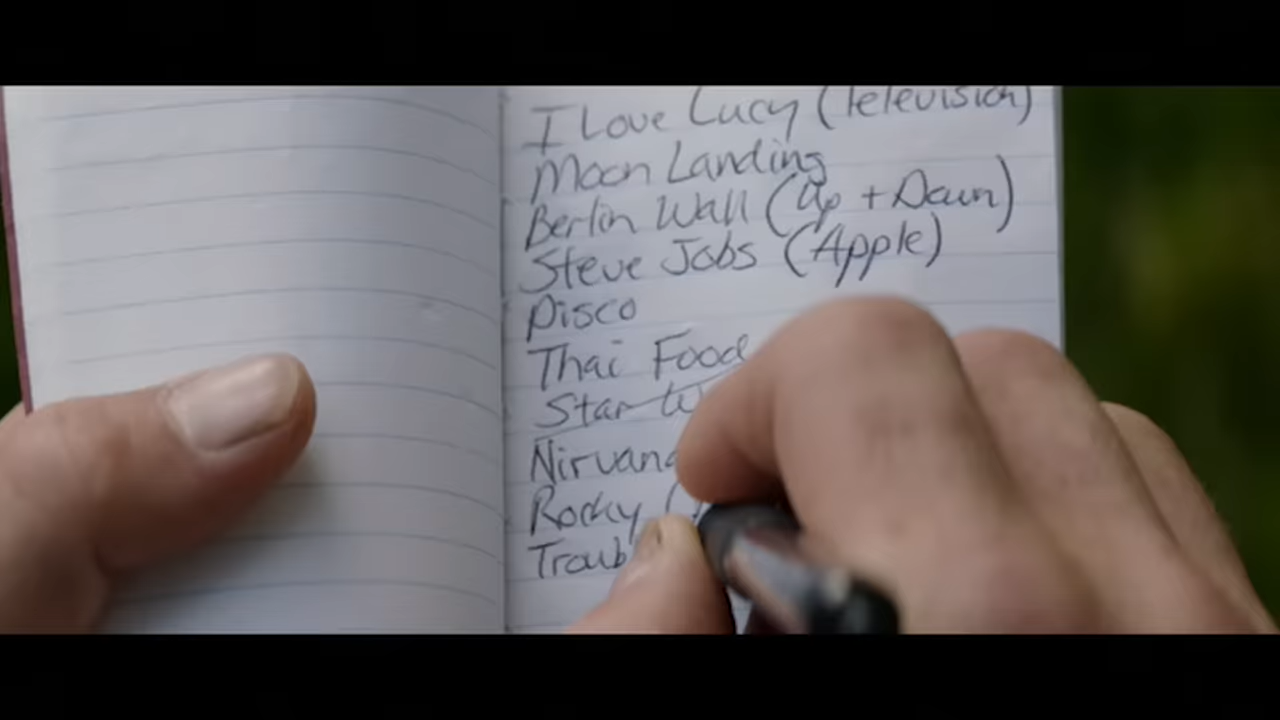 I Love Lucy (Television)
Moon Landing
Berlin Wall (Up + Down)
Steve Jobs (Apple)
Disco
Thai Food
Star
Nirvana
Rocky